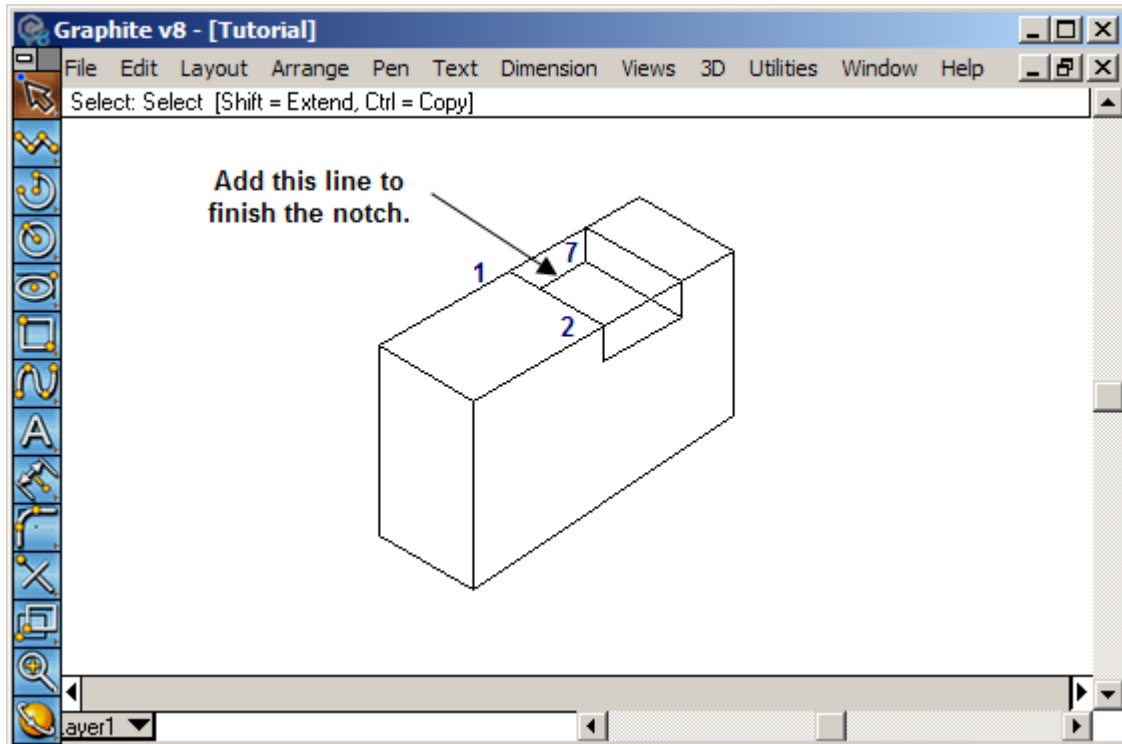 Graphite v8 - [Tutorial]
File Edit Layout Arrange Pen Text Dimension Views 3D Utilities Window Help
Select: Select [Shift = Extend, Ctrl = Copy]
Add this line to
finish the notch.
7
1
2
A
Layer1